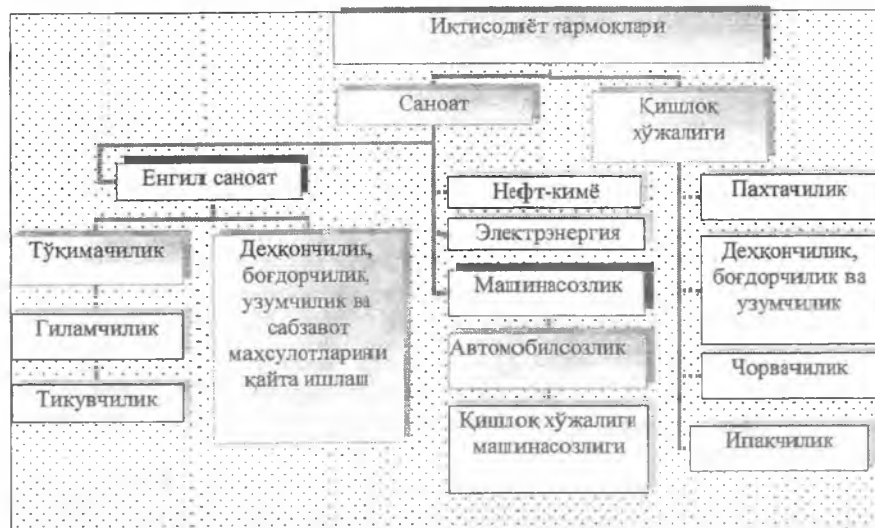 Иқтисодиёт тармоқлари
Саноат
Қишлоқ
хўжалиги
Енгил саноат
Нефт-кимё
Пахтачилик
Электрэнергия
Тўқимачилик
Деҳқончилик,
боғдорчилик,
узумчилик ва
сабзавот
маҳсулотларини
қайта ишлаш
Деҳқончилик,
боғдорчилик ва
узумчилик
Машинасозлик
Гиламчилик
Автомобилсозлик
Чорвачилик
Тикувчилик
Қишлоқ хўжалиги
машинасозлиги
Ипакчилик